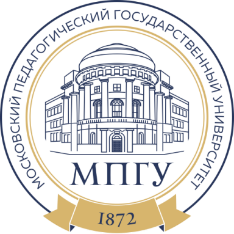 МОСКОВСКИЙ ПЕДАГОГИЧЕСКИЙ ГОСУДАРСТВЕННЫЙ УНИВЕРСИТЕТ
МПГУ
1872